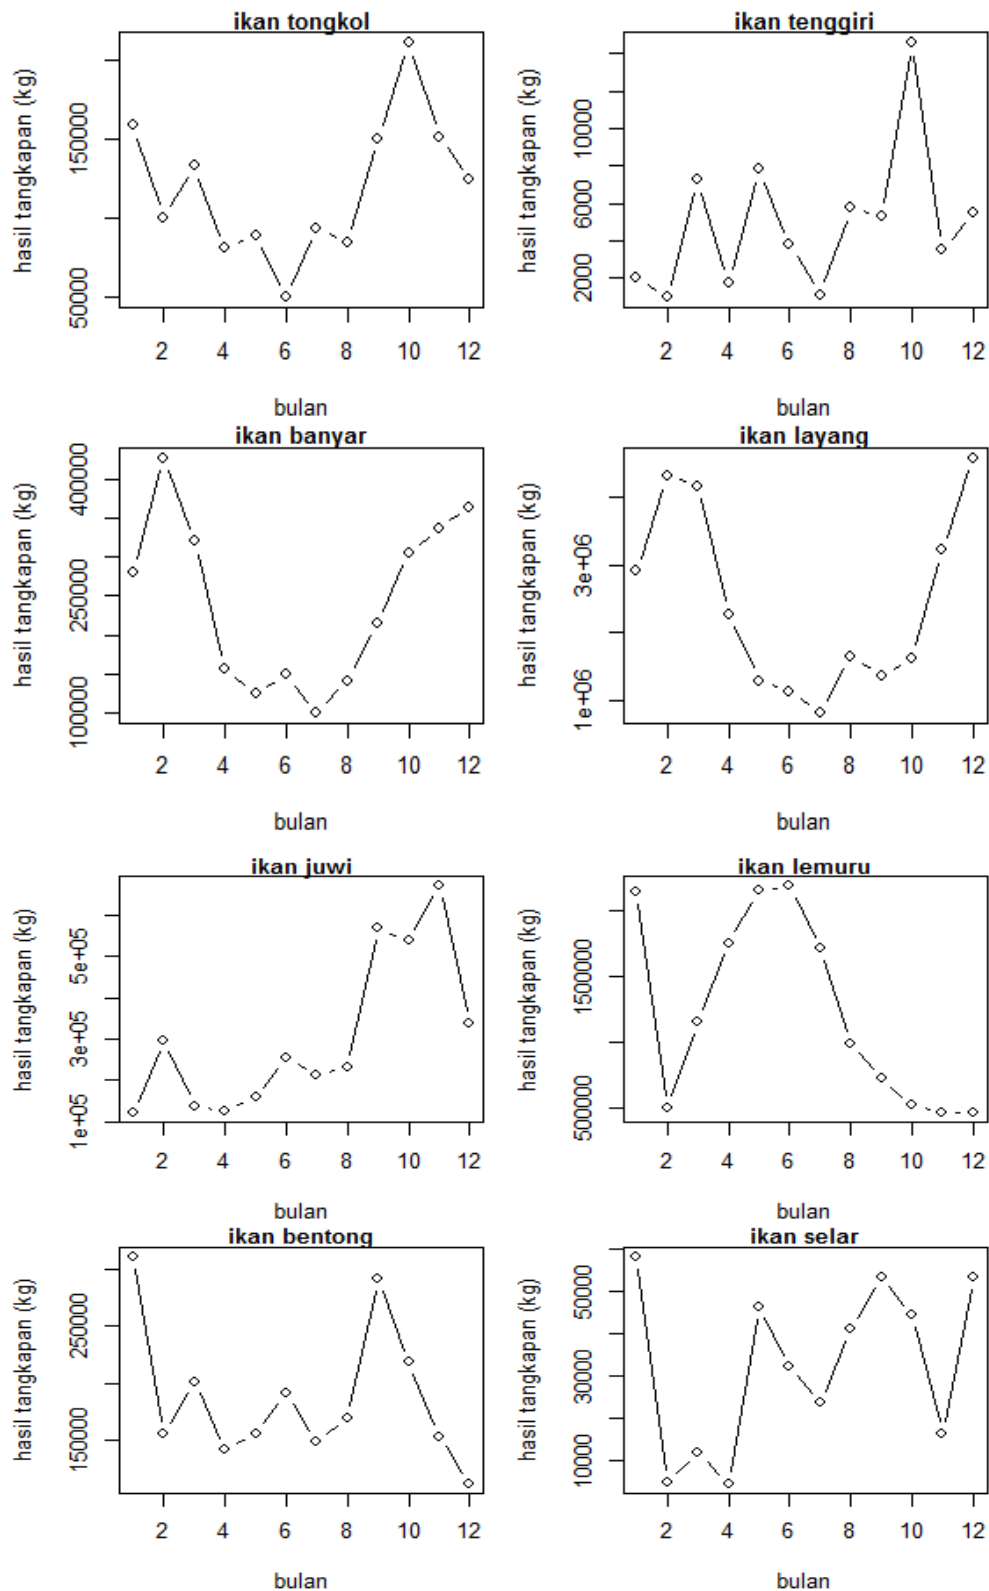 ikan tongkol
hasil tangkapan (kg)
50000 150000
2 4 6 8 10 12
bulan
ikan tenggiri
hasil tangkapan (kg)
2000 6000 10000
2 4 6 8 10 12
bulan
ikan banyar
hasil tangkapan (kg)
100000 250000 400000
2 4 6 8 10 12
bulan
ikan layang
hasil tangkapan (kg)
1e+06 3e+06
2 4 6 8 10 12
bulan
ikan juwi
hasil tangkapan (kg)
1e+05 3e+05 5e+05
2 4 6 8 10 12
bulan
ikan lemuru
hasil tangkapan (kg)
500000 1500000
2 4 6 8 10 12
bulan
ikan bentong
hasil tangkapan (kg)
150000 250000
2 4 6 8 10 12
bulan
ikan selar
hasil tangkapan (kg)
10000 30000 50000
2 4 6 8 10 12
bulan